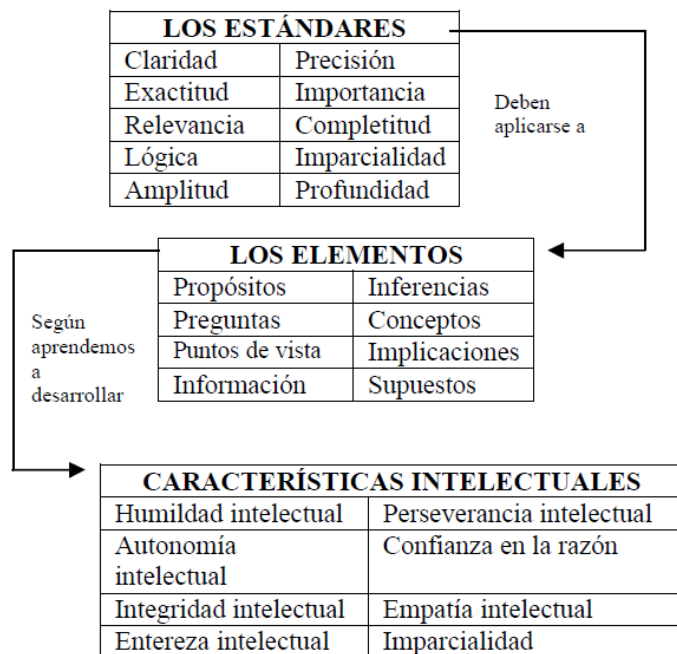 LOS ESTÁNDARES
Claridad Precisión
Exactitud Importancia
Relevancia Completitud
Lógica Imparcialidad
Amplitud Profundidad
Deben
aplicarse a
LOS ELEMENTOS
Propósitos Inferencias
Preguntas Conceptos
Puntos de vista Implicaciones
Información Supuestos
Según
aprendemos
a
desarrollar
CARACTERÍSTICAS INTELECTUALES
Humildad intelectual Perseverancia intelectual
Autonomía Confianza en la razón
intelectual
Integridad intelectual Empatía intelectual
Entereza intelectual Imparcialidad